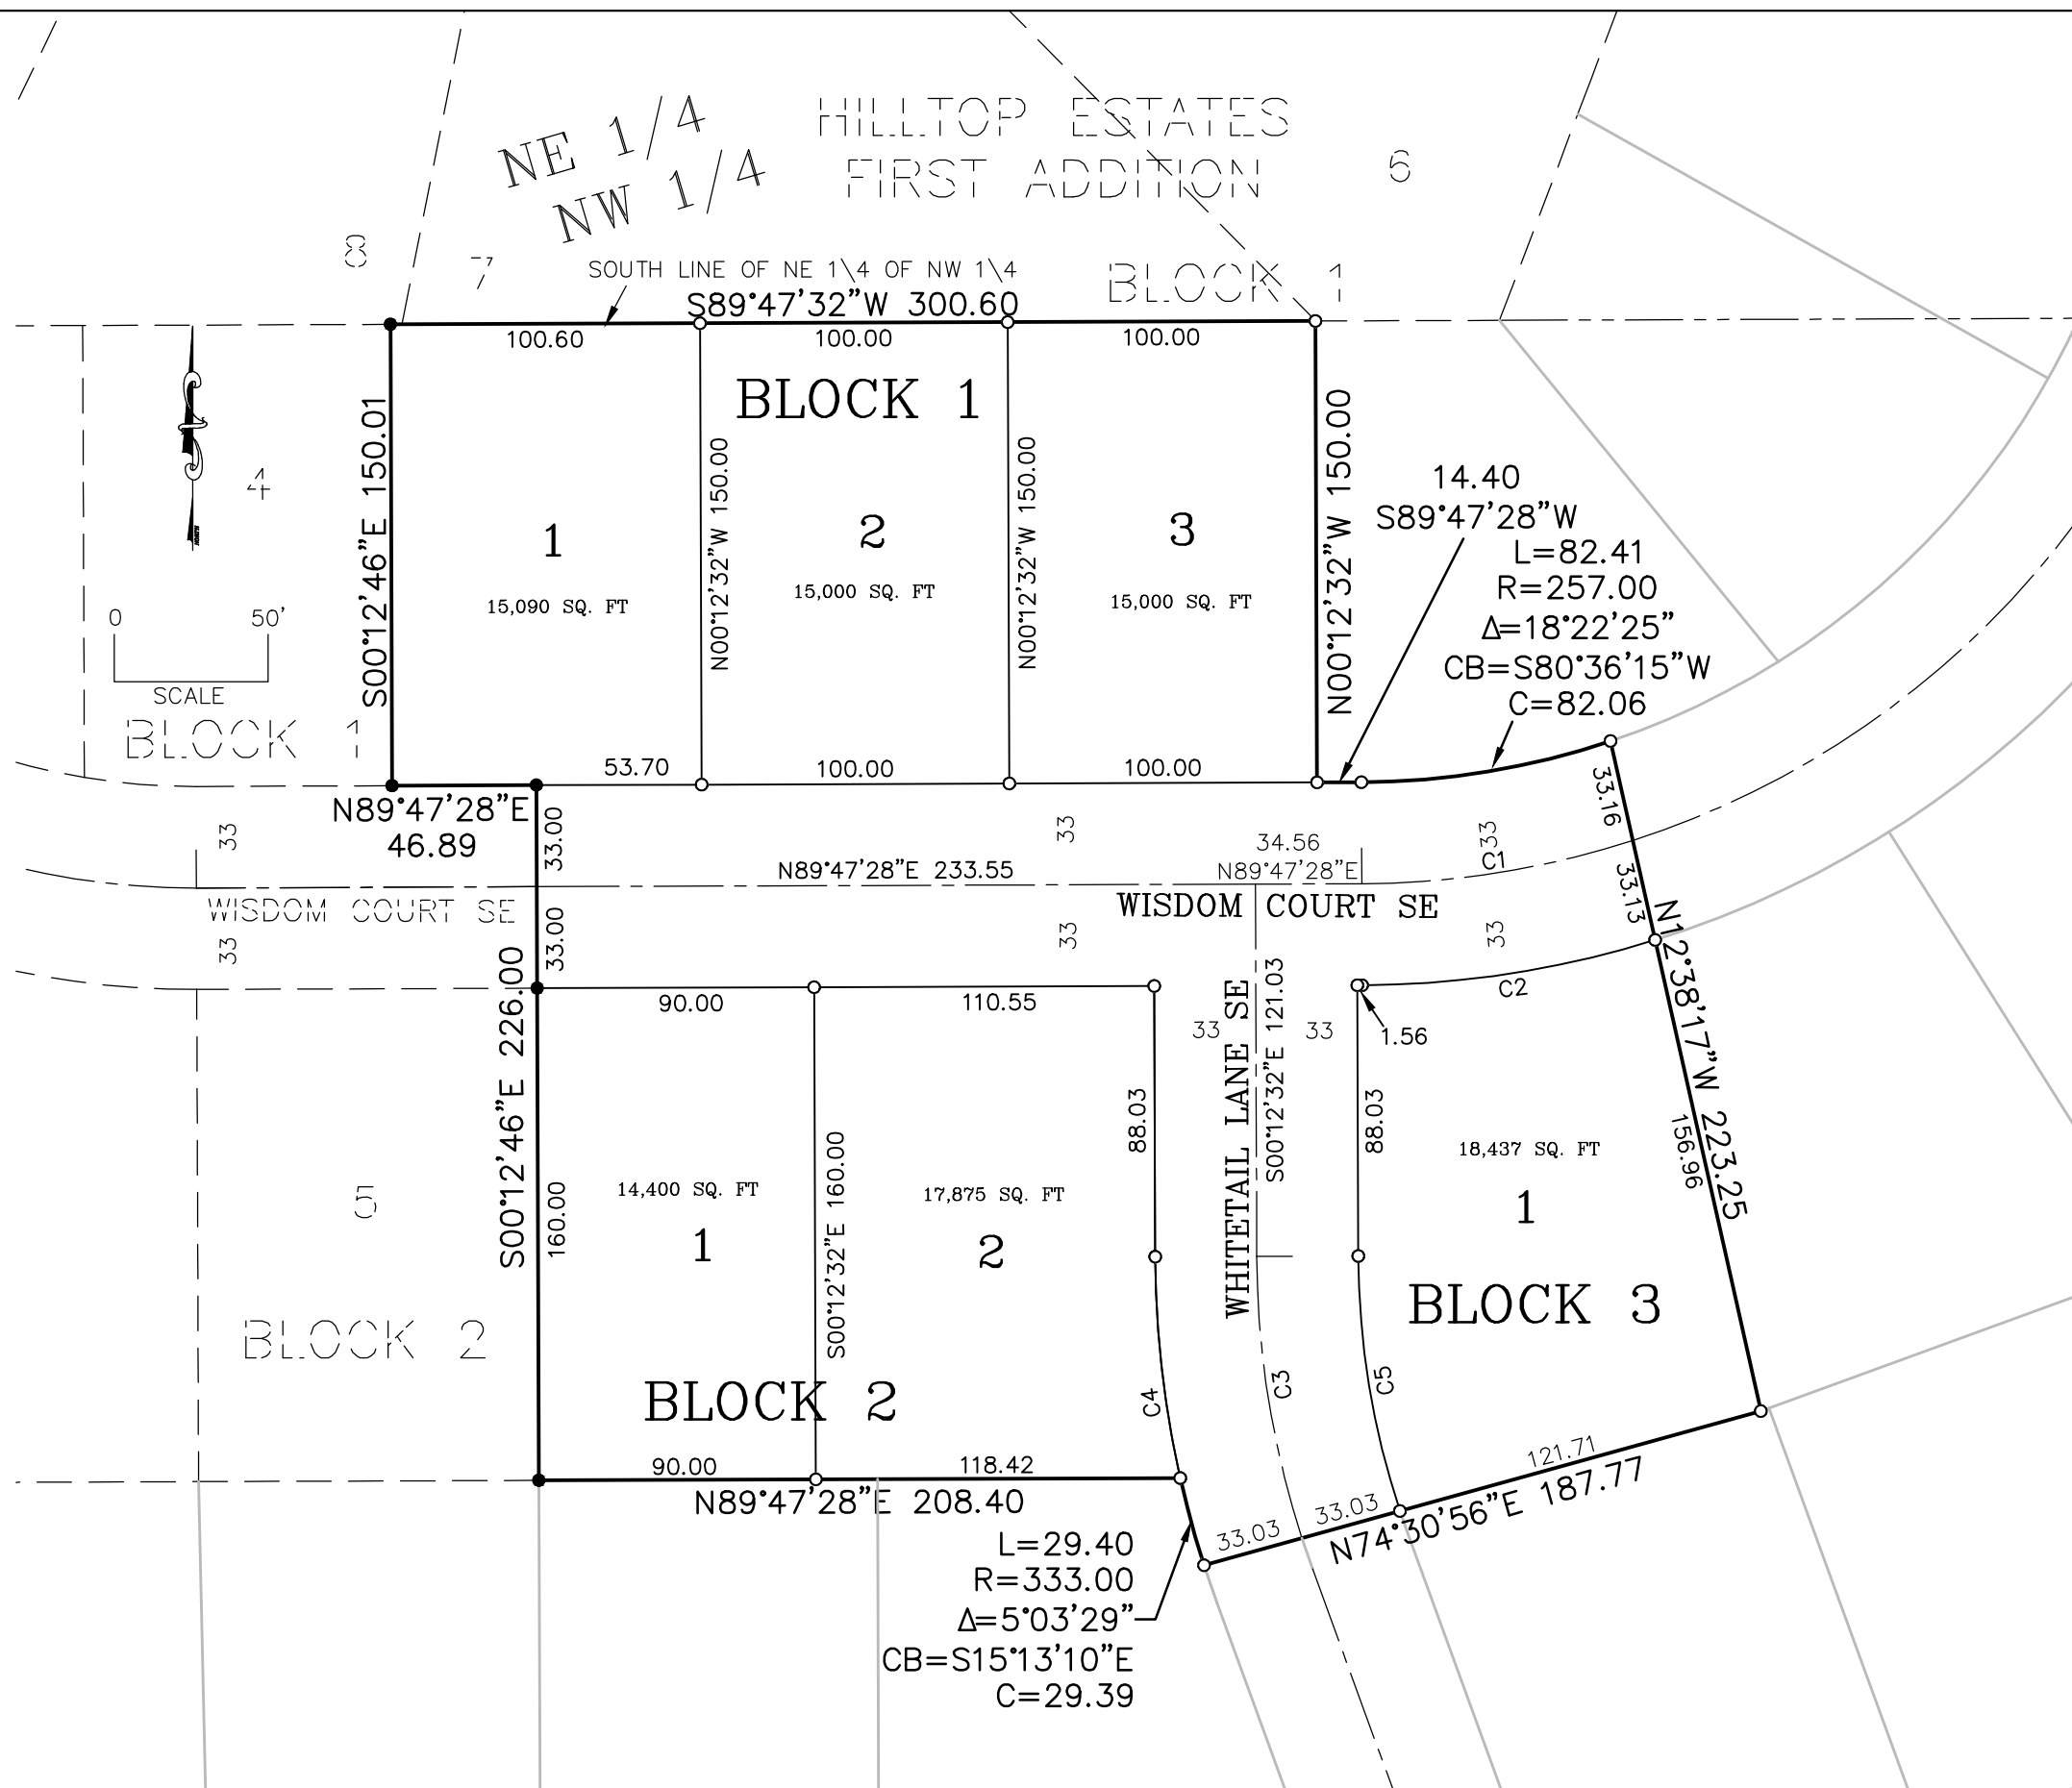 HILLTOP ESTATES
FIRST ADDITION
NE 1/4
NW 1/4
6
8
7
SOUTH LINE OF NE 1\4 OF NW 1\4
BLOCK 1
S89°47'32"W 300.60
100.60
100.00
100.00
BLOCK 1
S00°12'46"E 150.01
N00°12'32"W 150.00
N00°12'32"W 150.00
N00°12'32"W 150.00
4
14.40
S89°47'28"W
L=82.41
R=257.00
Δ=18°22'25"
CB=S80°36'15"W
C=82.06
1
15,090 SQ. FT
2
15,000 SQ. FT
3
15,000 SQ. FT
0 50'
SCALE
BLOCK 1
53.70
100.00
100.00
N89°47'28"E
46.89
33
33.00
33
34.56
N89°47'28"E
33
C1
33.16
33.13
N89°47'28"E 233.55
WISDOM COURT SE
WISDOM COURT SE
33
33.00
33
33
N12°38'17"W 223.25
156.96
S00°12'46"E 226.00
90.00
110.55
33
33
1.56
C2
WHITETAIL LANE SE
S00°12'32"E 121.03
88.03
88.03
18,437 SQ. FT
1
BLOCK 3
5
BLOCK 2
160.00
14,400 SQ. FT
1
S00°12'32"E 160.00
17,875 SQ. FT
2
BLOCK 2
C4
C3
C5
90.00
118.42
N89°47'28"E 208.40
33.03
33.03
121.71
N74°30'56"E 187.77
L=29.40
R=333.00
Δ=5°03'29"
CB=S15°13'10"E
C=29.39